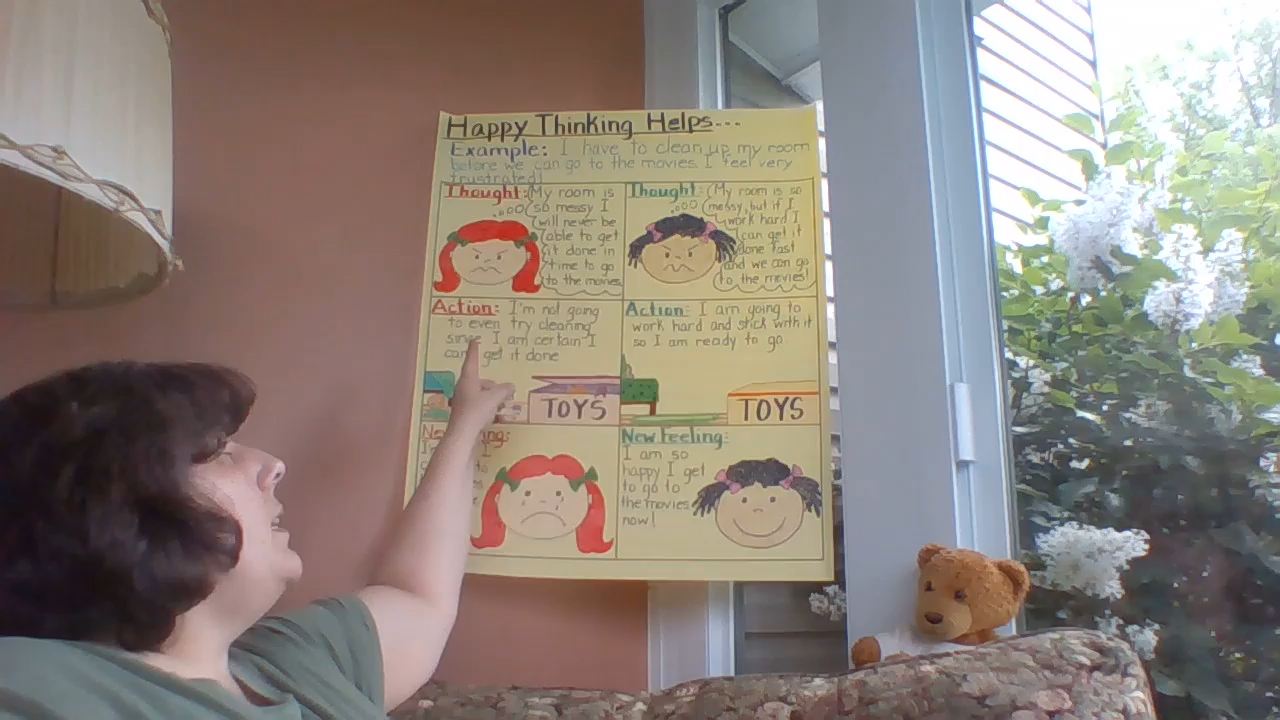 Happy Thinking Helps...
Example: I have to clean up my room
before we can go to the movies. I feel very
frustrated!
Thought: My room is
so messy I
will never be
able to get
it done in
time to go
to the movies
Thought: My room is so
messy, but if I
work hard I
can get it
done fast
and we can go
to the movies!
Action: I'm not going
to even try cleaning
since I am certain I
get it done
TOYS
Action: I am going to
work hard and stick with it
so I am ready to go.
TOYS
New Feeling:
I am so
happy I get
to go to
the movies
now!